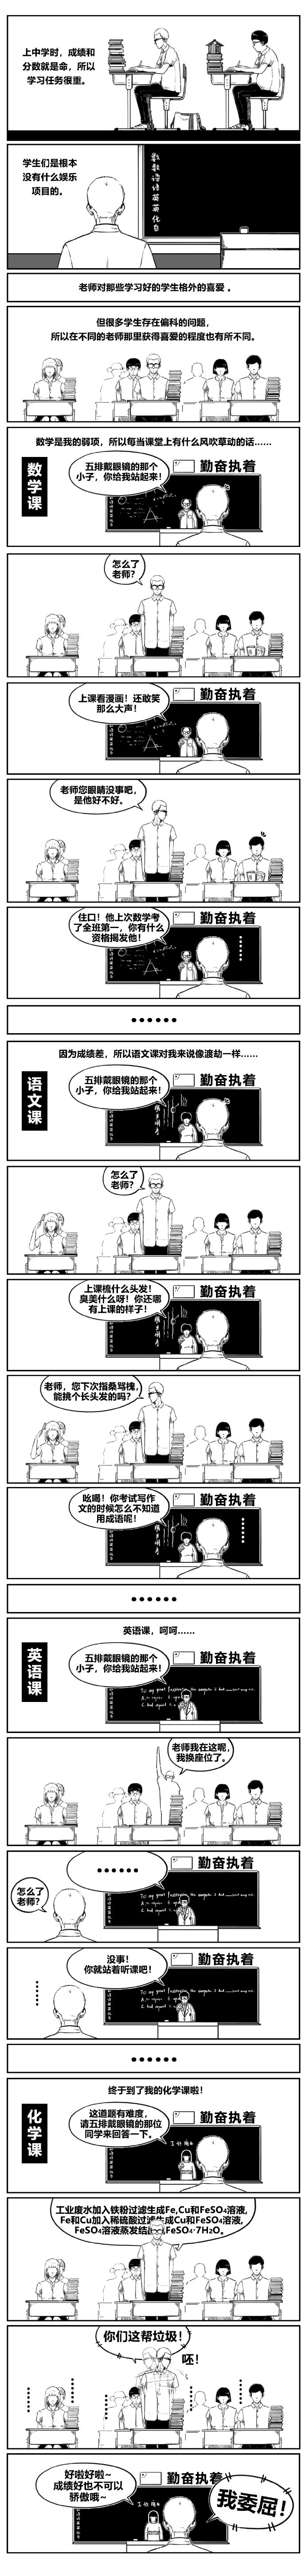 上中学时，成绩和
分数就是命，所以
学习任务很重。
学生们是根本
没有什么娱乐
项目的。
数
数
语
语
英
英
化
自
老师对那些学习好的学生格外的喜爱 。
但很多学生存在偏科的问题，
所以在不同的老师那里获得喜爱的程度也有所不同。
数学是我的弱项，所以每当课堂上有什么风吹草动的话……
数学课
五排戴眼镜的那个
小子，你给我站起来！
勤奋执着
怎么了
老师？
上课看漫画！还敢笑
那么大声！
勤奋执着
老师您眼睛没事吧，
是他好不好。
住口！他上次数学考
了全班第一，你有什么
资格揭发他！
勤奋执着
••••••
因为成绩差，所以语文课对我来说像渡劫一样……
语文课
五排戴眼镜的那个
小子，你给我站起来！
勤奋执着
怎么了
老师？
上课梳什么头发！
臭美什么呀！你还哪
有上课的样子！
勤奋执着
老师，您下次指桑骂槐，
能挑个长头发的吗？
吆喝！你考试写作
文的时候怎么不知道
用成语呢！
勤奋执着
••••••
英语课，呵呵……
英语课
五排戴眼镜的那个
小子，你给我站起来！
勤奋执着
老师我在这呢，
我换座位了。
••••••
勤奋执着
怎么了
老师？
没事！
你就站着听课吧！
勤奋执着
••••••
终于到了我的化学课啦！
化学课
这道题有难度，
请五排戴眼镜的那位
同学来回答一下。
勤奋执着
工业废水加入铁粉过滤生成Fe,Cu和FeSO₄溶液,
Fe和Cu加入稀硫酸过滤生成Cu和FeSO₄溶液,
FeSO₄溶液蒸发结 FeSO₄·7H₂O。
你们这帮垃圾！
呸！
好啦好啦~
成绩好也不可以
骄傲哦~
勤奋执着
我委屈！